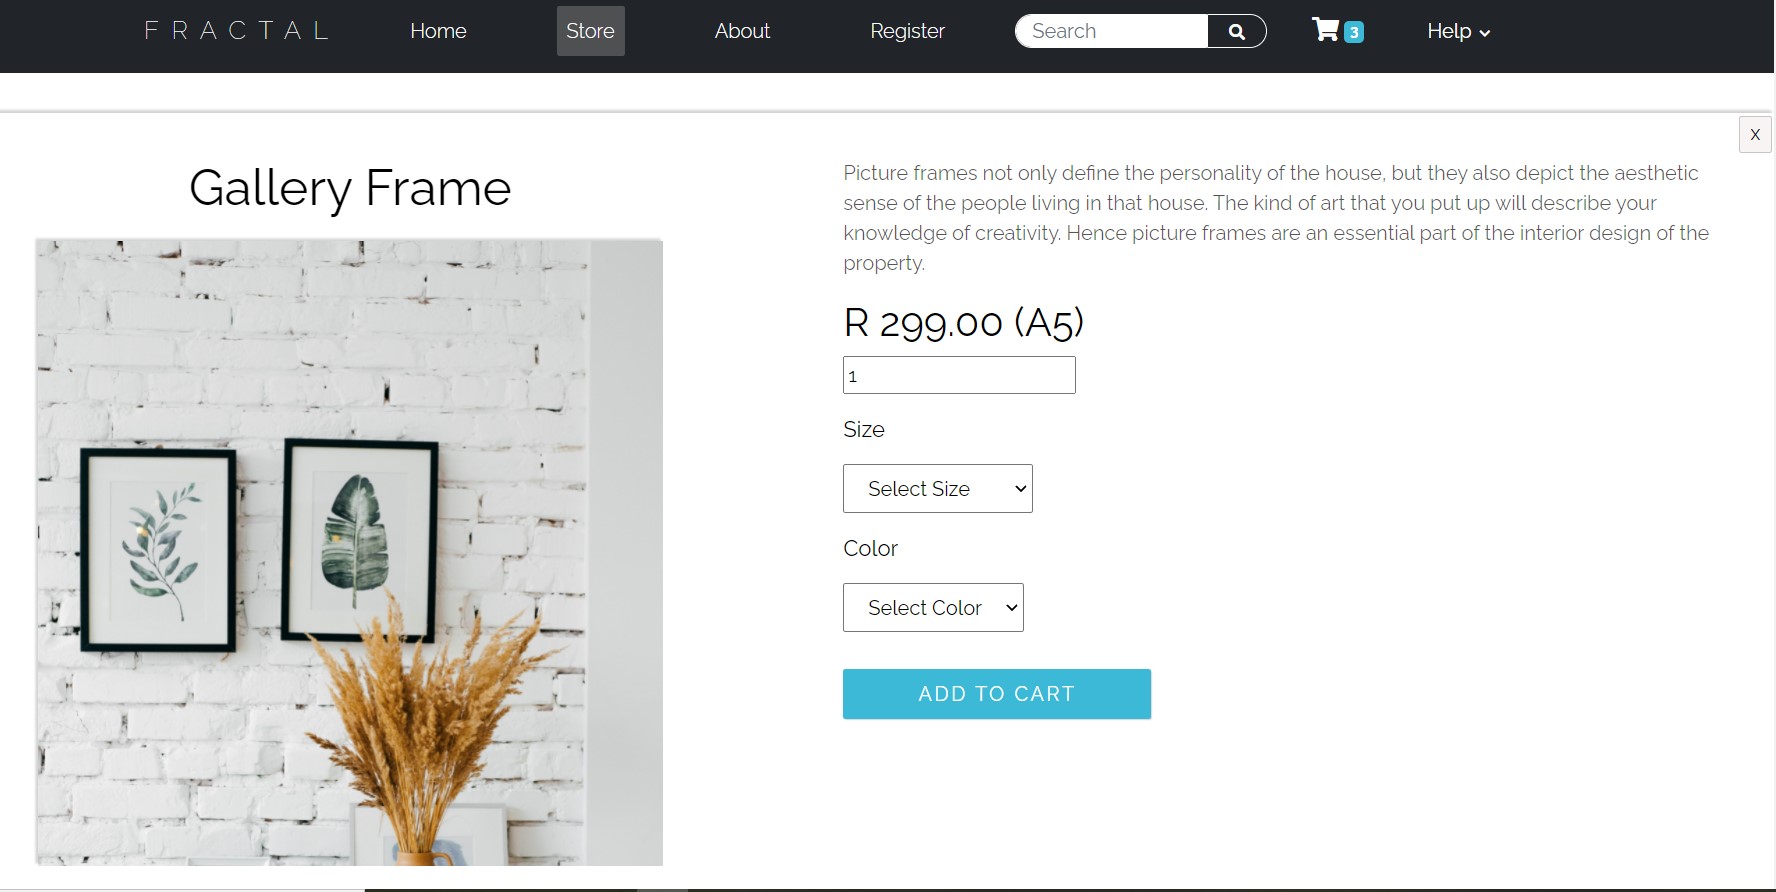 FRACTAL
Home
Store
About
Register
Search
3
Help
X
Gallery Frame
Picture frames not only define the personality of the house, but they also depict the aesthetic
sense of the people living in that house. The kind of art that you put up will describe your
knowledge of creativity. Hence picture frames are an essential part of the interior design of the
property.
R 299.00 (A5)
1
Size
Select Size
Color
Select Color
ADD TO CART